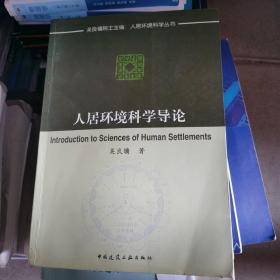 吴良镛院士主编 人居环境科学丛书
人居环境科学导论
Introduction to Sciences of Human Settlements
吴良镛 著
中国建筑工业出版社